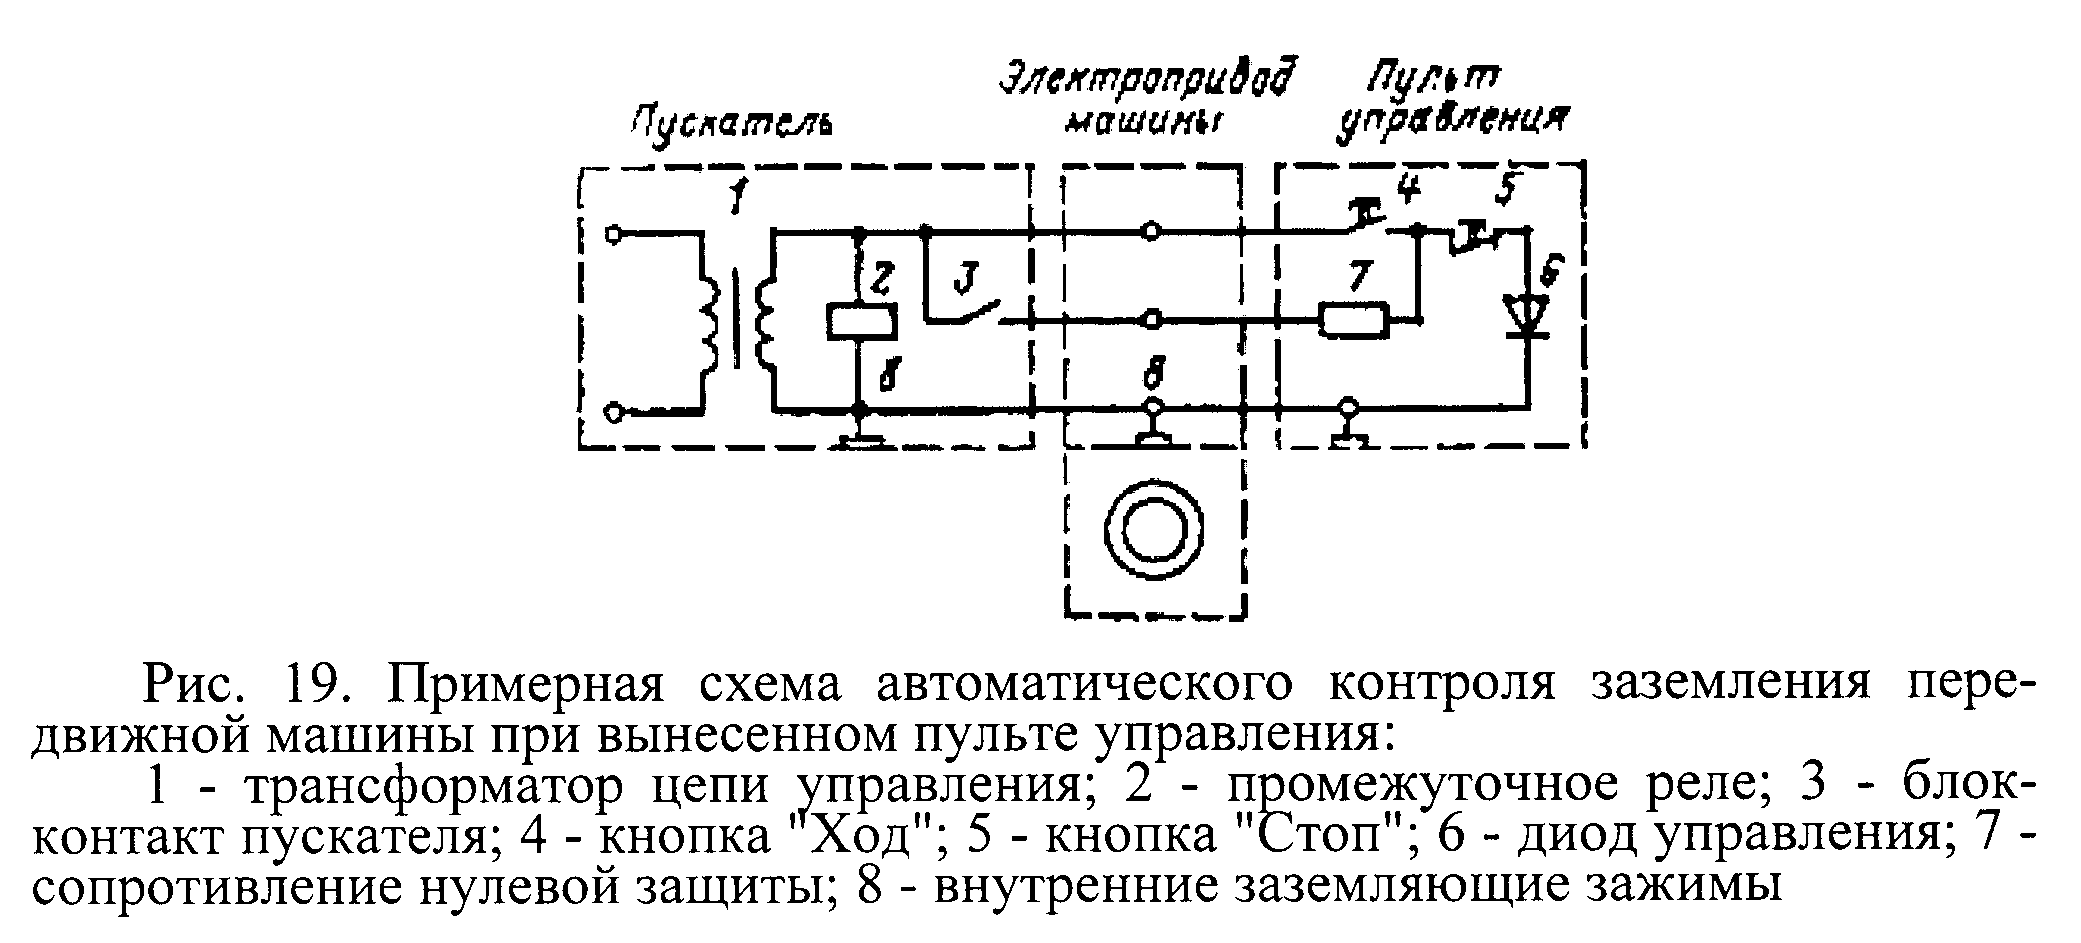 Пускатель
Электропривод
машины
Пульт
управления
1
4
5
2
3
7
6
8
8
Рис. 19. Примерная схема автоматического контроля заземления пере-
движной машины при вынесенном пульте управления:
1 - трансформатор цепи управления; 2 - промежуточное реле; 3 - блок-
контакт пускателя; 4 - кнопка "Ход"; 5 - кнопка "Стоп"; 6 - диод управления; 7 -
сопротивление нулевой защиты; 8 - внутренние заземляющие зажимы